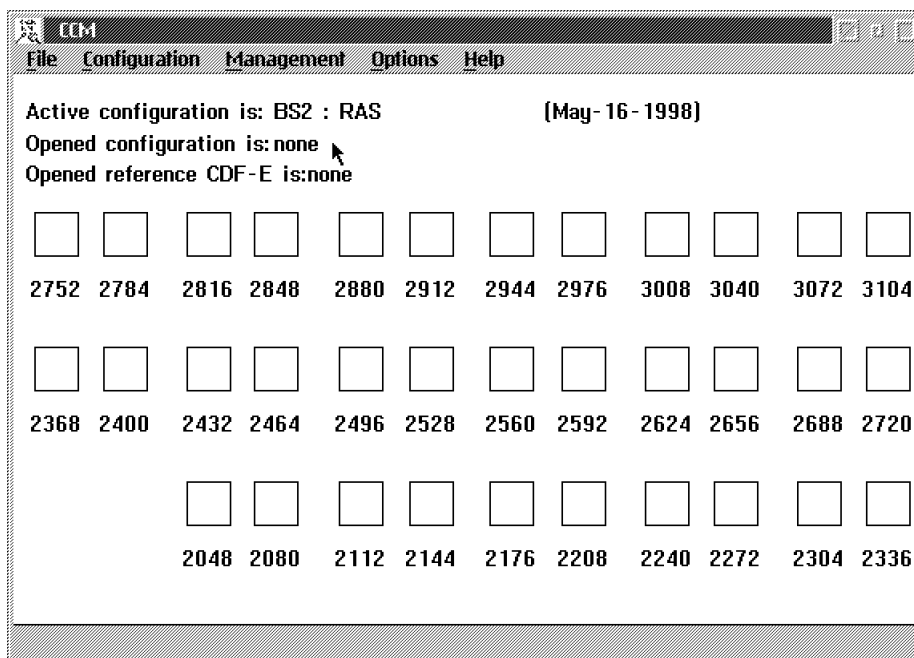 CCM
File Configuration Management Options Help
Active configuration is: BS2 : RAS (May-16-1998)
Opened configuration is:none
Opened reference CDF-E is:none
2752 2784 2816 2848 2880 2912 2944 2976 3008 3040 3072 3104
2368 2400 2432 2464 2496 2528 2560 2592 2624 2656 2688 2720
2048 2080 2112 2144 2176 2208 2240 2272 2304 2336